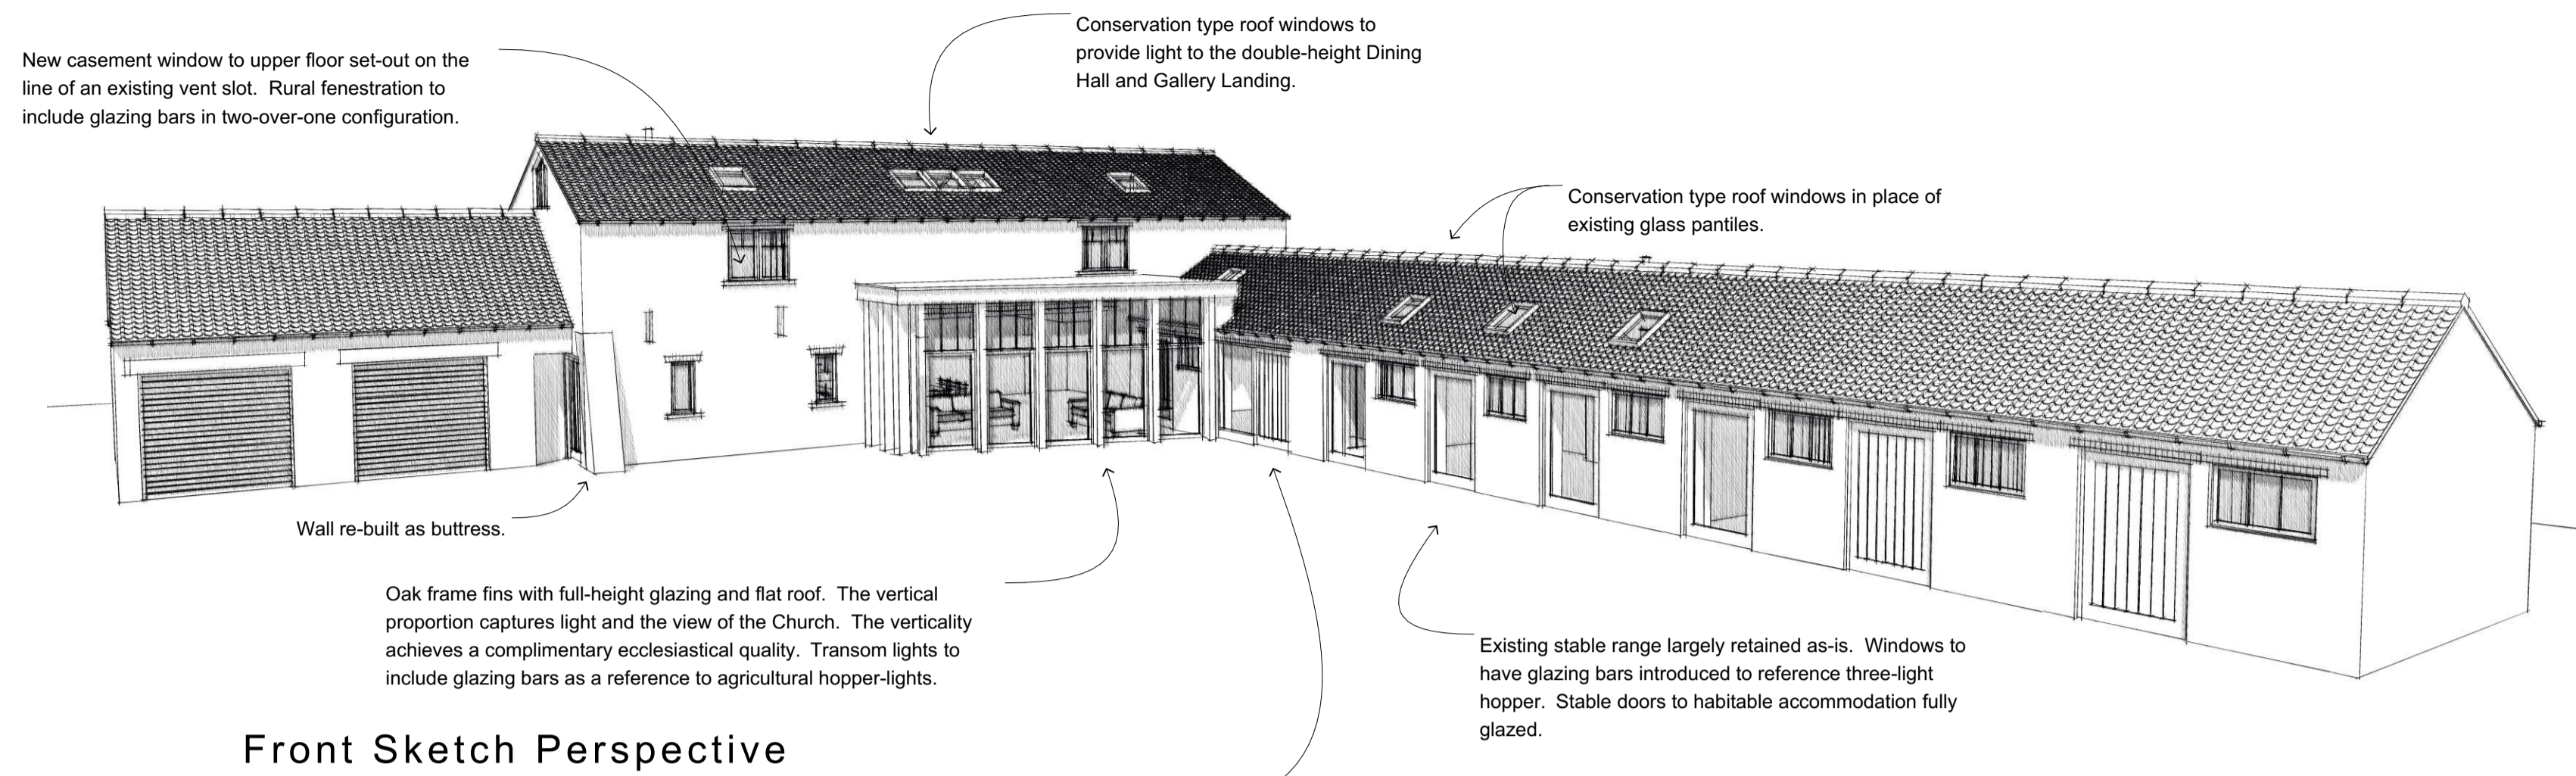 Conservation type roof windows to
provide light to the double-height Dining
Hall and Gallery Landing.
New casement window to upper floor set-out on the
line of an existing vent slot. Rural fenestration to
include glazing bars in two-over-one configuration.
Conservation type roof windows in place of
existing glass pantiles.
Wall re-built as buttress.
Oak frame fins with full-height glazing and flat roof. The vertical
proportion captures light and the view of the Church. The verticality
achieves a complimentary ecclesiastical quality. Transom lights to
include glazing bars as a reference to agricultural hopper-lights.
Existing stable range largely retained as-is. Windows to
have glazing bars introduced to reference three-light
hopper. Stable doors to habitable accommodation fully
glazed.
Front Sketch Perspective